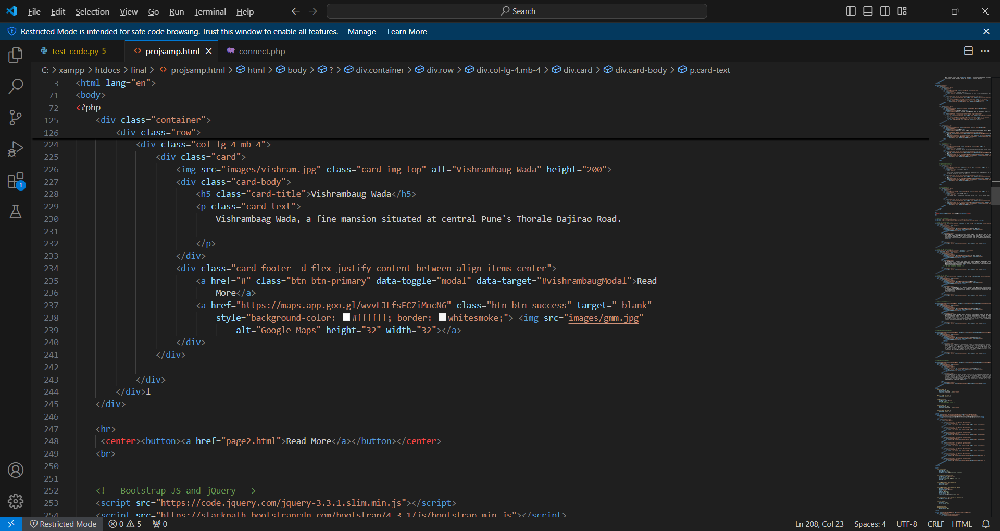 File Edit Selection View Go Run Terminal Help Search
Restricted Mode is intended for safe code browsing. Trust this window to enable all features. Manage Learn More
test_code.py 5 projsamp.html connect.php
C: > xampp > htdocs > final > projsamp.html > html > body > ? > div.container > div.row > div.col-lg-4.mb-4 > div.card > div.card-body > p.card-text
3 <html lang="en">
71 <body>
72 <?php
125 <div class="container">
126 <div class="row">
224 <div class="col-lg-4 mb-4">
225 <div class="card">
226 <img src="images/vishram.jpg" class="card-img-top" alt="Vishrambaug Wada" height="200">
227 <div class="card-body">
228 <h5 class="card-title">Vishrambaug Wada</h5>
229 <p class="card-text">
230 Vishrambaag Wada, a fine mansion situated at central Pune's Thorale Bajirao Road.
231
232 </p>
233 </div>
234 <div class="card-footer  d-flex justify-content-between align-items-center">
235 <a href="#" class="btn btn-primary" data-toggle="modal" data-target="#vishrambaugModal">Read
236 More</a>
237 <a href="https://maps.app.goo.gl/wvvLJLfsFCZiMocN6" class="btn btn-success" target="_blank"
238 style="background-color: #ffffff; border: whitesmoke;"> <img src="images/gmm.jpg"
239 alt="Google Maps" height="32" width="32"></a>
240 </div>
241 </div>
242
243 </div>
244 </div>l
245 </div>
246
247 <hr>
248 <center><button><a href="page2.html">Read More</a></button></center>
249 <br>
250
251
252 <!-- Bootstrap JS and jQuery -->
253 <script src="https://code.jquery.com/jquery-3.3.1.slim.min.js"></script>
254 <script src="https://stackpath.bootstrapcdn.com/bootstrap/4.3.1/js/bootstrap.min.js"></script>
1
Restricted Mode 0 5 0 Ln 208, Col 23 Spaces: 4 UTF-8 CRLF HTML